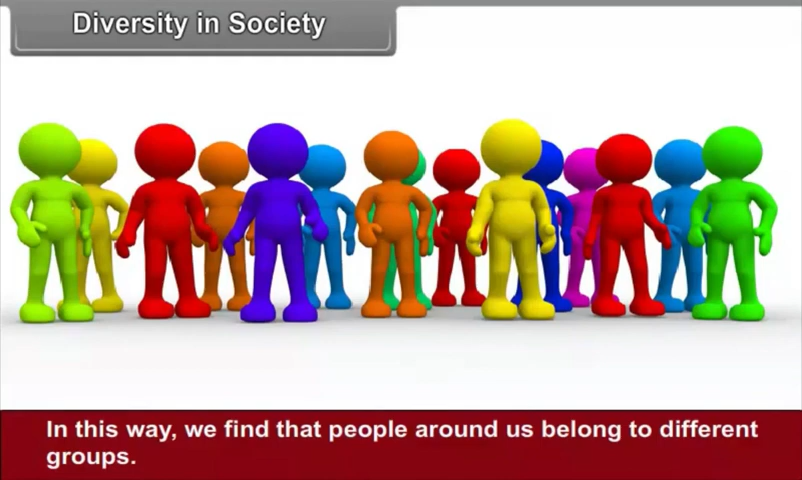 Diversity in Society
In this way, we find that people around us belong to different
groups.